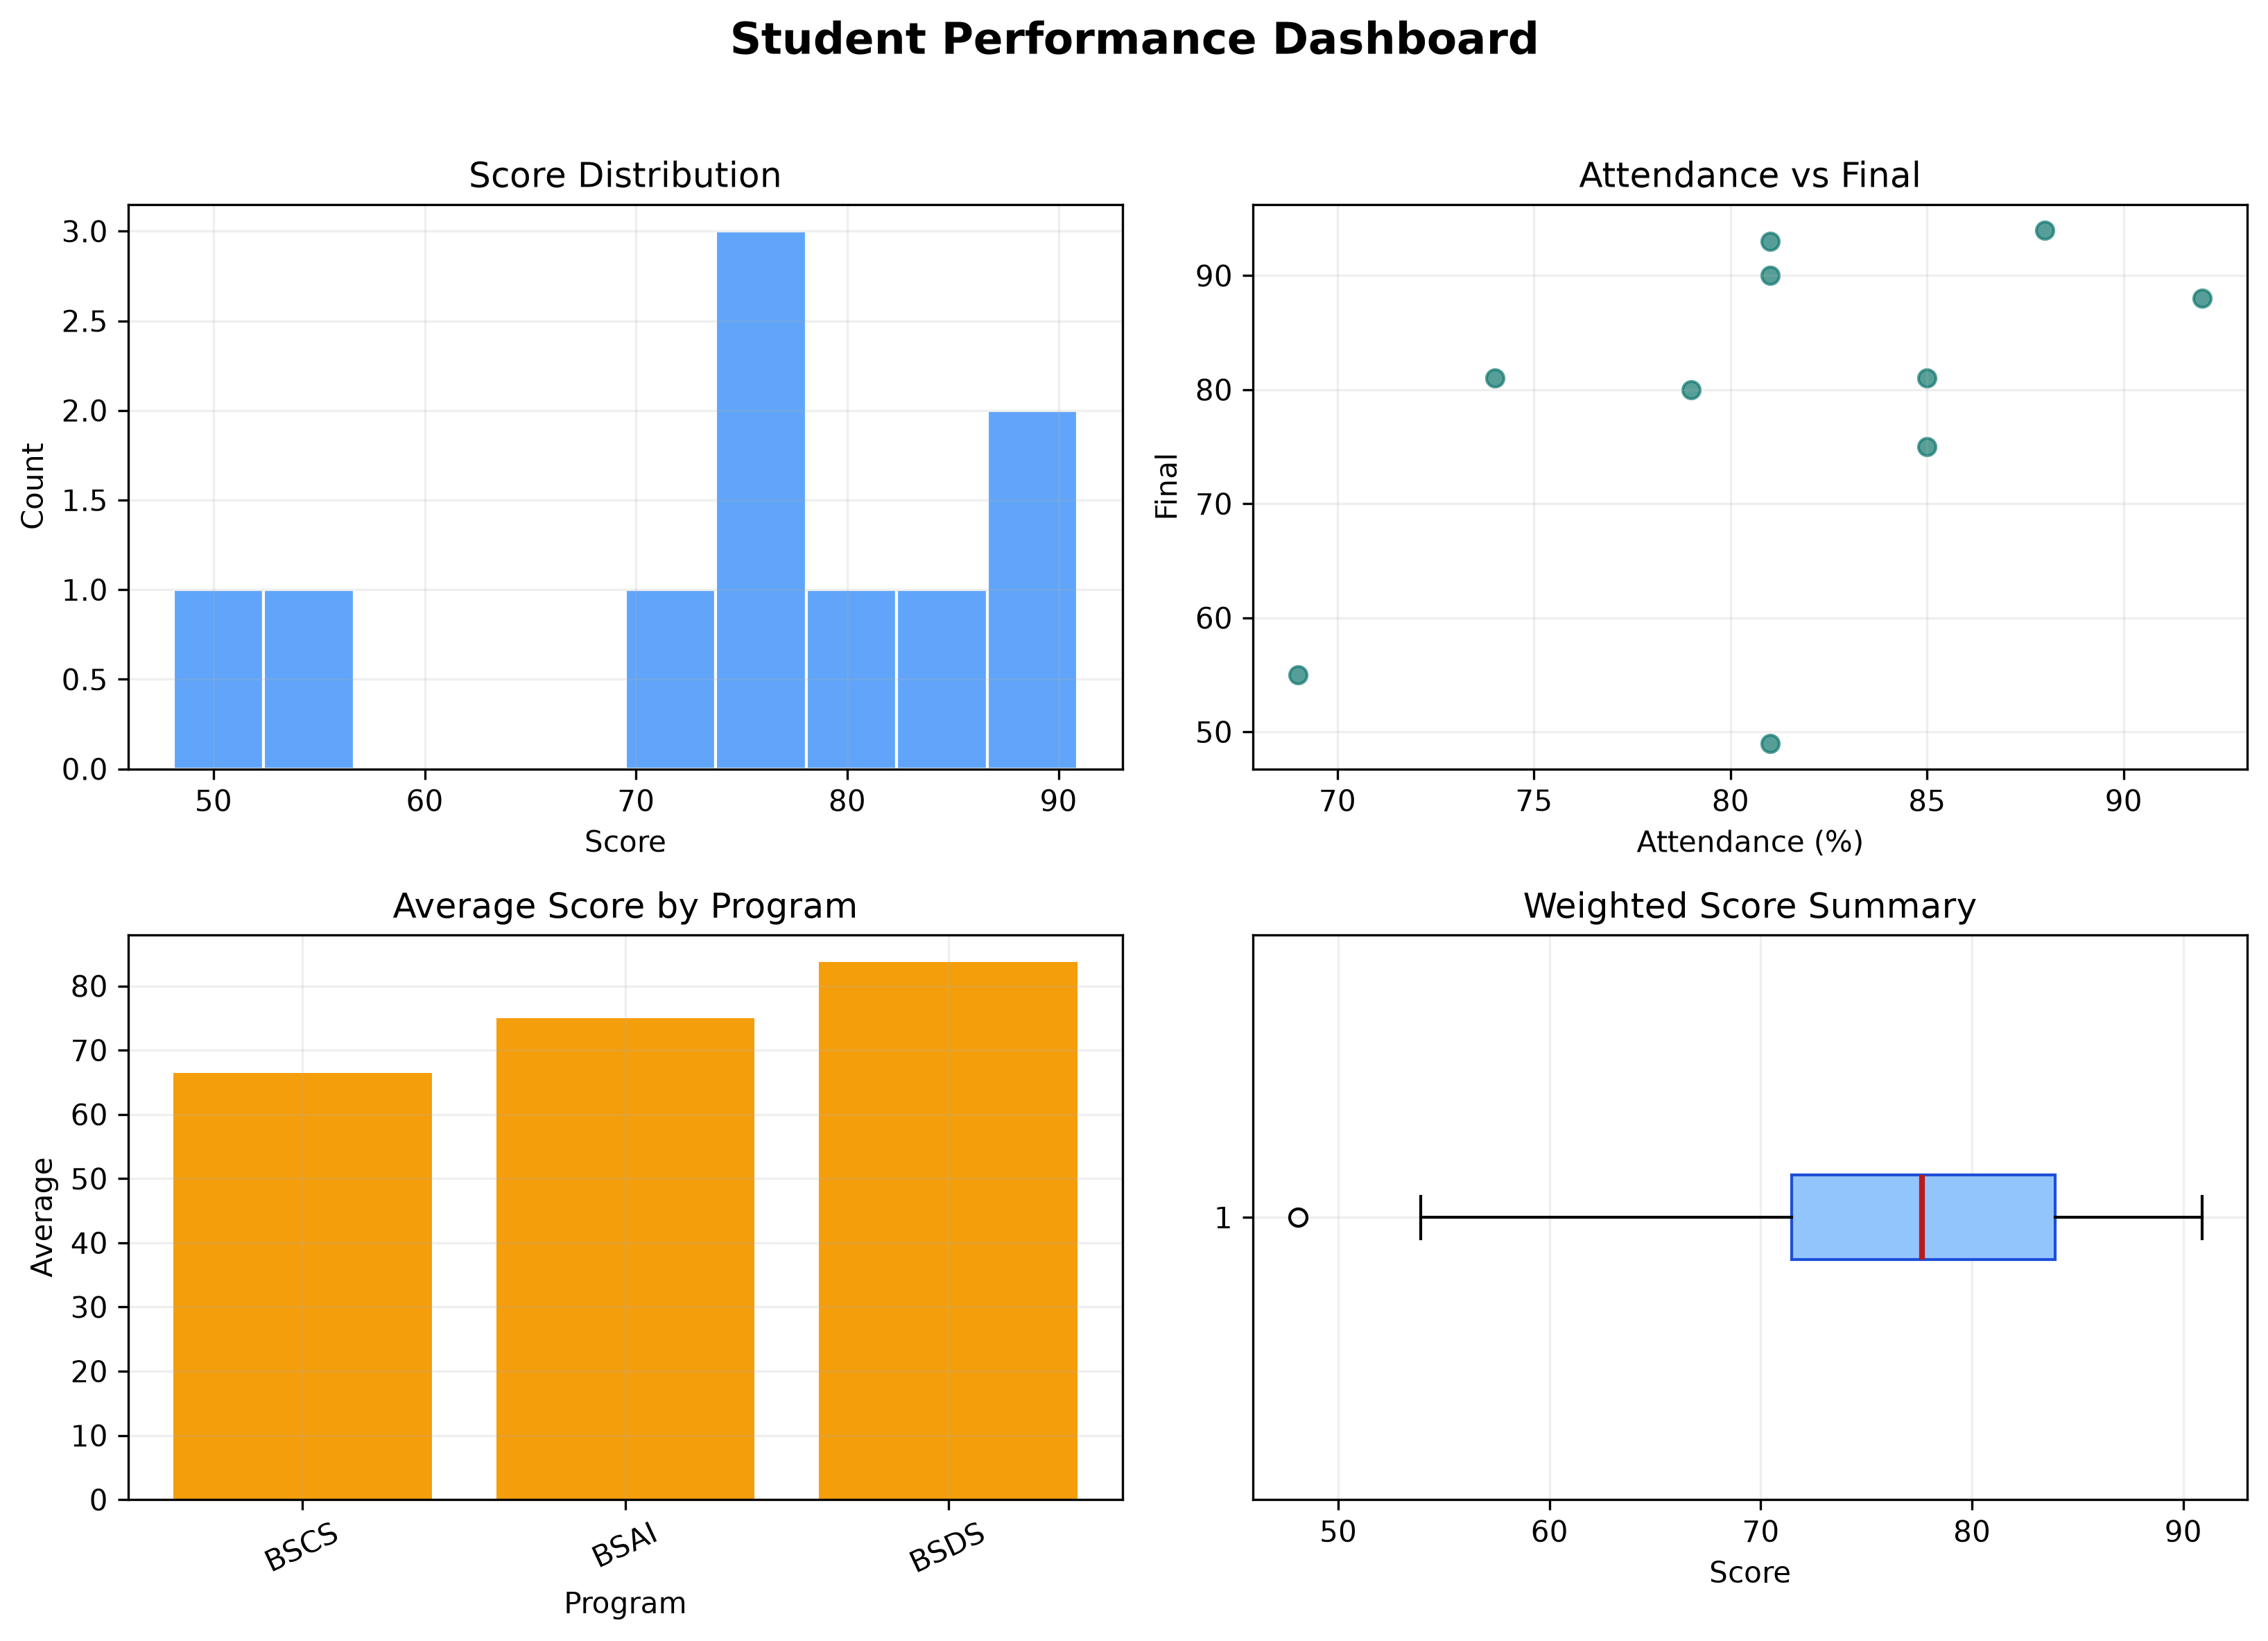 Student Performance Dashboard
Score Distribution
Count
3.0
2.5
2.0
1.5
1.0
0.5
0.0
50 60 70 80 90
Score
Attendance vs Final
Final
90
80
70
60
50
70 75 80 85 90
Attendance (%)
Average Score by Program
Average
80
70
60
50
40
30
20
10
0
BSCS BSAI BSDS
Program
Weighted Score Summary
1
50 60 70 80 90
Score